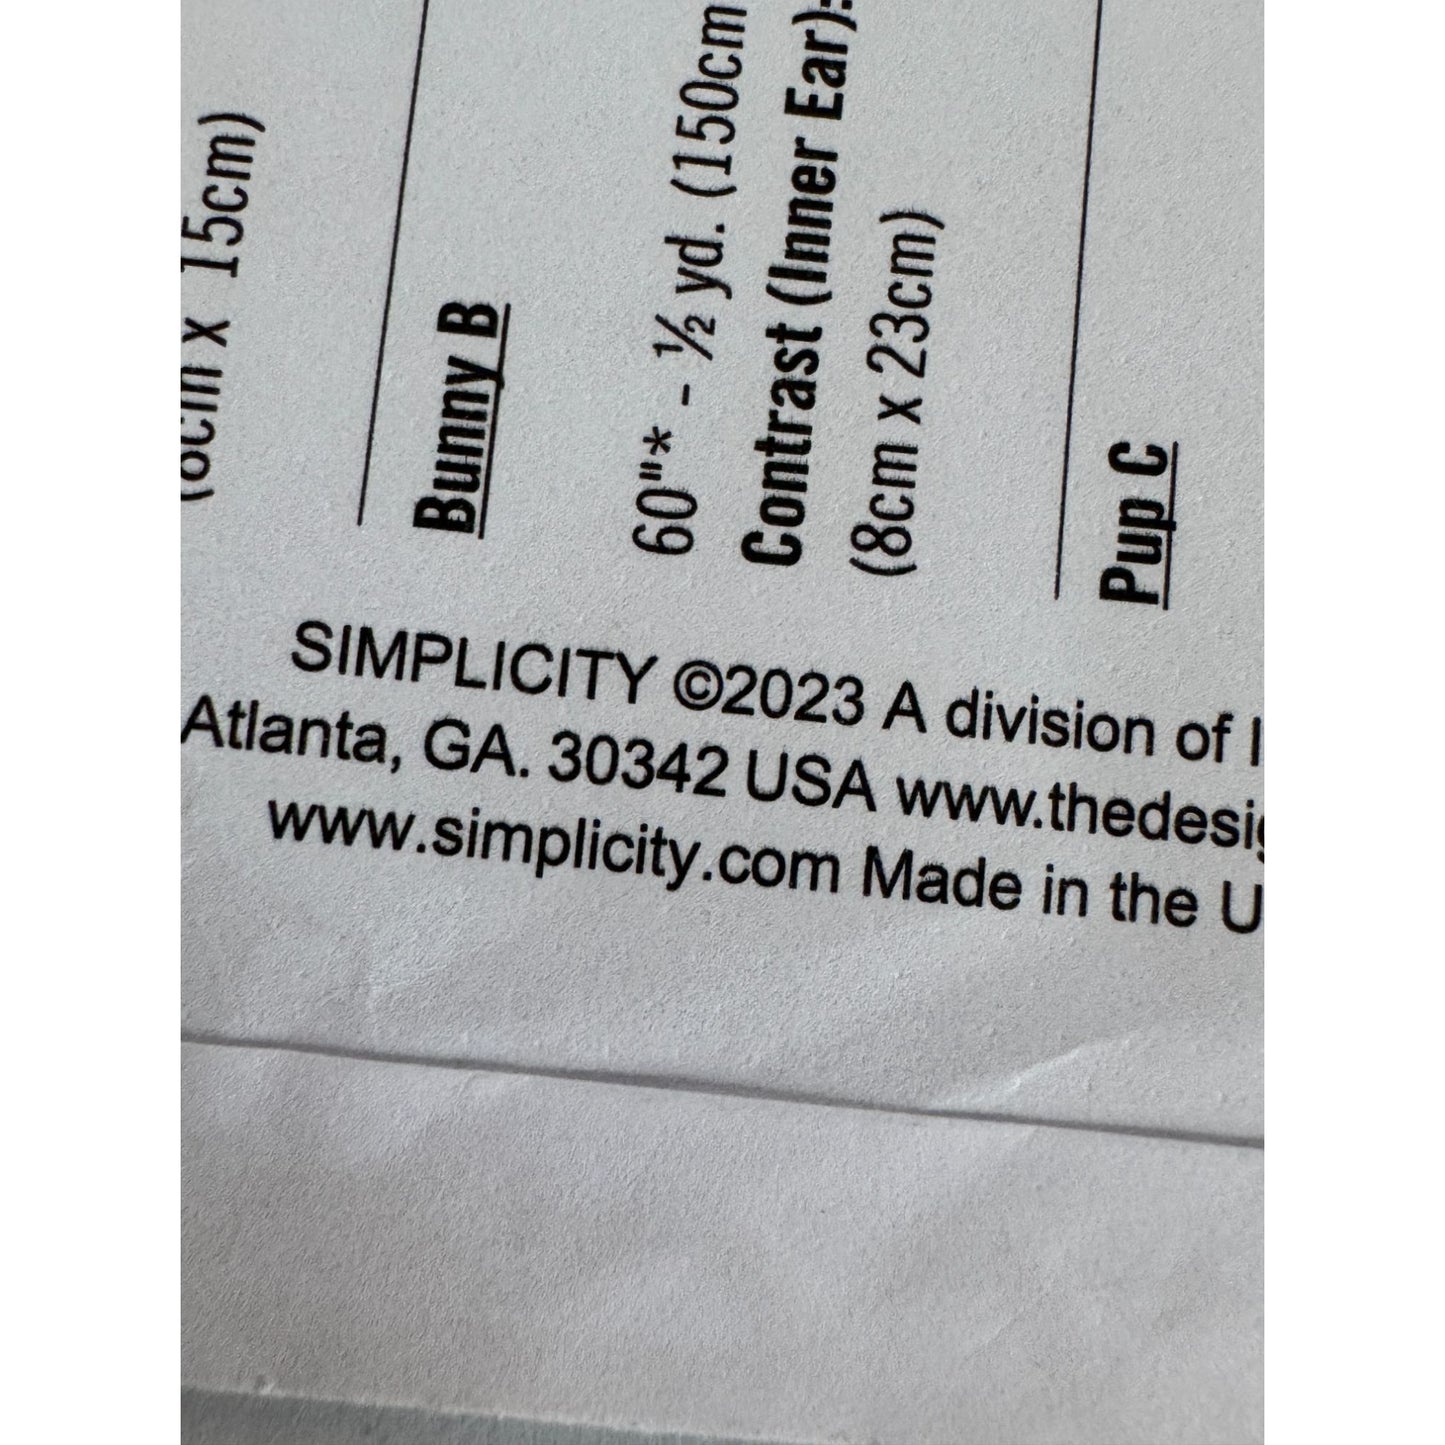 (8cm x 15cm)
Bunny B
60"* - ½ yd. (150cm
Contrast (Inner Ear):
(8cm x 23cm)
Pup C
SIMPLICITY ©2023 A division of
Atlanta, GA. 30342 USA www.thedesig
www.simplicity.com Made in the U